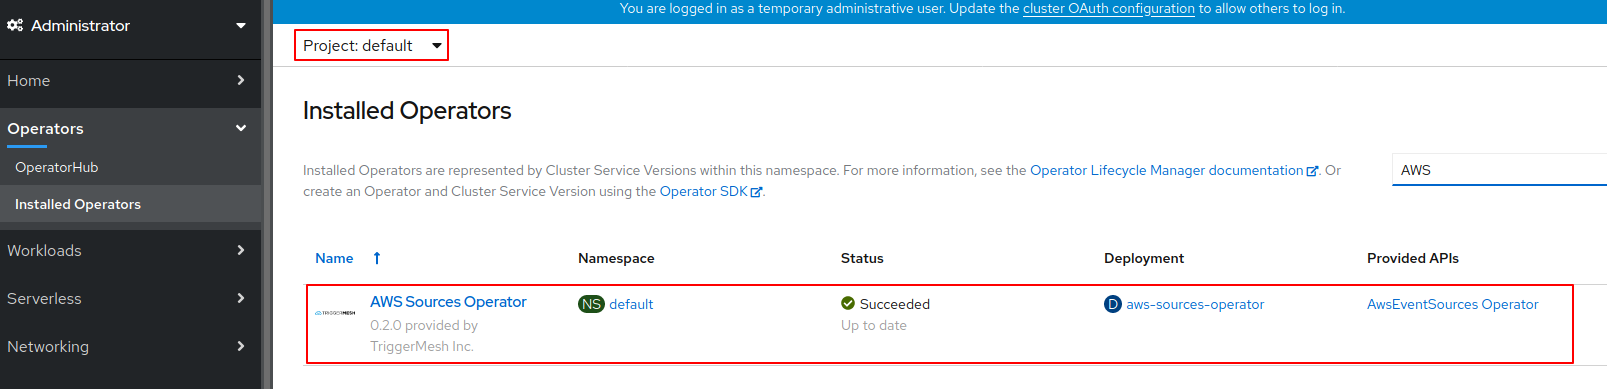 You are logged in as a temporary administrative user. Update the cluster OAuth configuration to allow others to log in.
Administrator
Project: default
Home
Operators
OperatorHub
Installed Operators
Workloads
Serverless
Networking
Installed Operators
Installed Operators are represented by Cluster Service Versions within this namespace. For more information, see the Operator Lifecycle Manager documentation. Or
create an Operator and Cluster Service Version using the Operator SDK.
AWS
Name Namespace Status Deployment Provided APIs
TRIGGERMESH AWS Sources Operator NS default Succeeded D aws-sources-operator AwsEventSources Operator
0.2.0 provided by Up to date
TriggerMesh Inc.